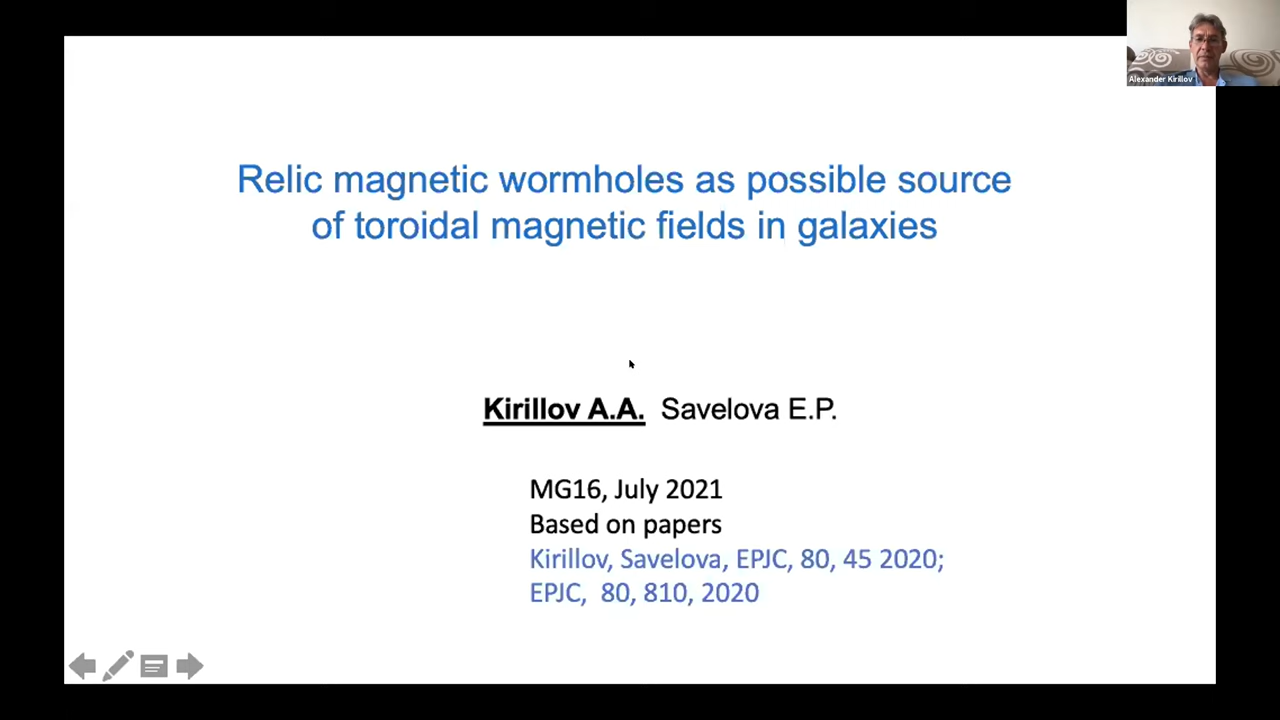 Alexander Kirillov
Relic magnetic wormholes as possible source
of toroidal magnetic fields in galaxies
Kirillov A.A. Savelova E.P.
MG16, July 2021
Based on papers
Kirillov, Savelova, EPJC, 80, 45 2020;
EPJC, 80, 810, 2020